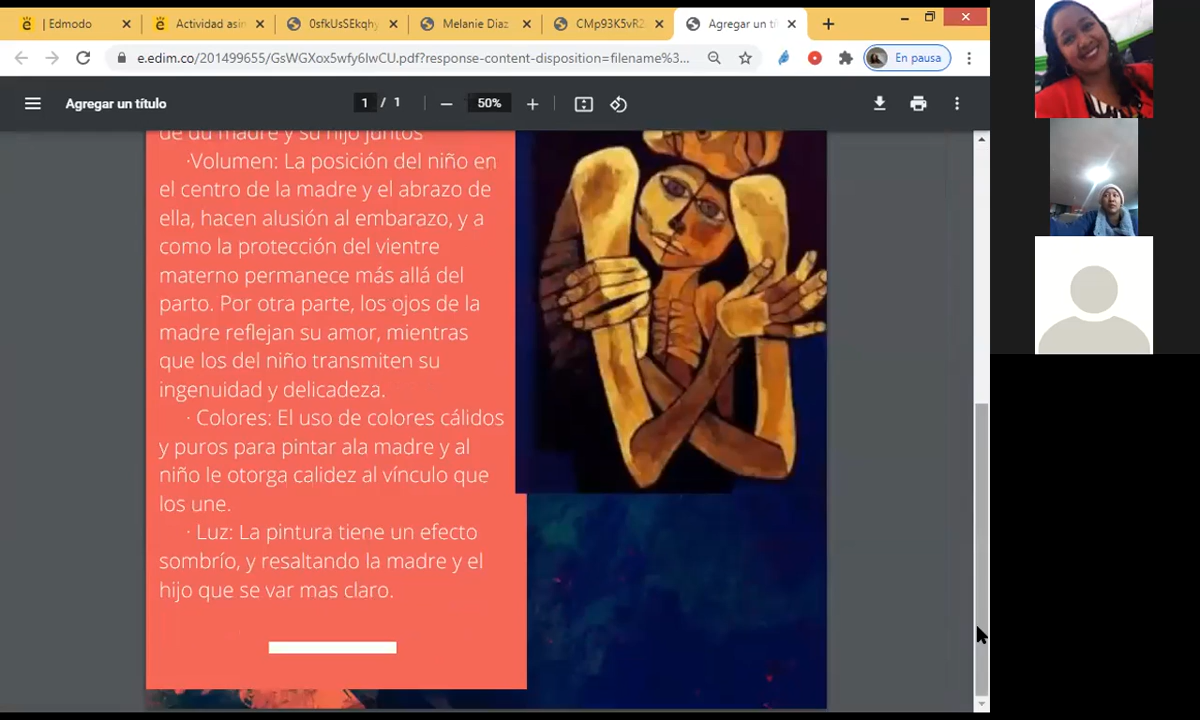 Edmodo
Actividad asin
0sfkUsSEkqhy
Melanie Diaz
CMp93K5vR2
Agregar un tí
e.edim.co/201499655/GsWGXox5wfy6IwCU.pdf?response-content-disposition=filename%3...
En pausa
Agregar un título
1 / 1
50%
de du madre y su hijo juntos
·Volumen: La posición del niño en
el centro de la madre y el abrazo de
ella, hacen alusión al embarazo, y a
como la protección del vientre
materno permanece más allá del
parto. Por otra parte, los ojos de la
madre reflejan su amor, mientras
que los del niño transmiten su
ingenuidad y delicadeza.
· Colores: El uso de colores cálidos
y puros para pintar ala madre y al
niño le otorga calidez al vínculo que
los une.
· Luz: La pintura tiene un efecto
sombrío, y resaltando la madre y el
hijo que se var mas claro.